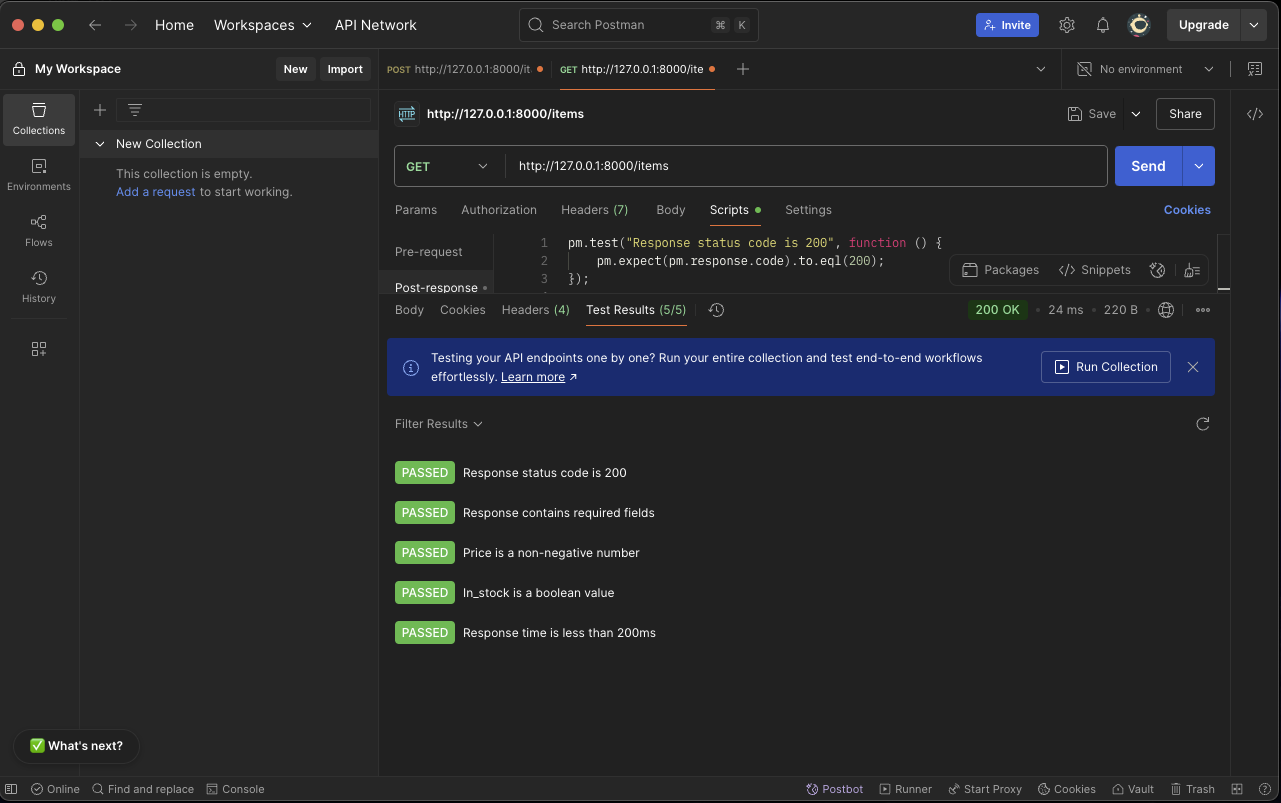 Home Workspaces API Network Search Postman ⌘ K Invite Upgrade
My Workspace New Import POST http://127.0.0.1:8000/it GET http://127.0.0.1:8000/ite No environment
Collections
Environments
Flows
History
New Collection
This collection is empty.
Add a request to start working.
HTTP http://127.0.0.1:8000/items Save Share
GET http://127.0.0.1:8000/items Send
Params Authorization Headers (7) Body Scripts Settings Cookies
Pre-request
Post-response
1 pm.test("Response status code is 200", function () {
2 pm.expect(pm.response.code).to.eql(200);
3 });
Packages Snippets
Body Cookies Headers (4) Test Results (5/5) 200 OK 24 ms 220 B
Testing your API endpoints one by one? Run your entire collection and test end-to-end workflows
effortlessly. Learn more
Run Collection
Filter Results
PASSED Response status code is 200
PASSED Response contains required fields
PASSED Price is a non-negative number
PASSED In_stock is a boolean value
PASSED Response time is less than 200ms
What's next?
Online Find and replace Console Postbot Runner Start Proxy Cookies Vault Trash